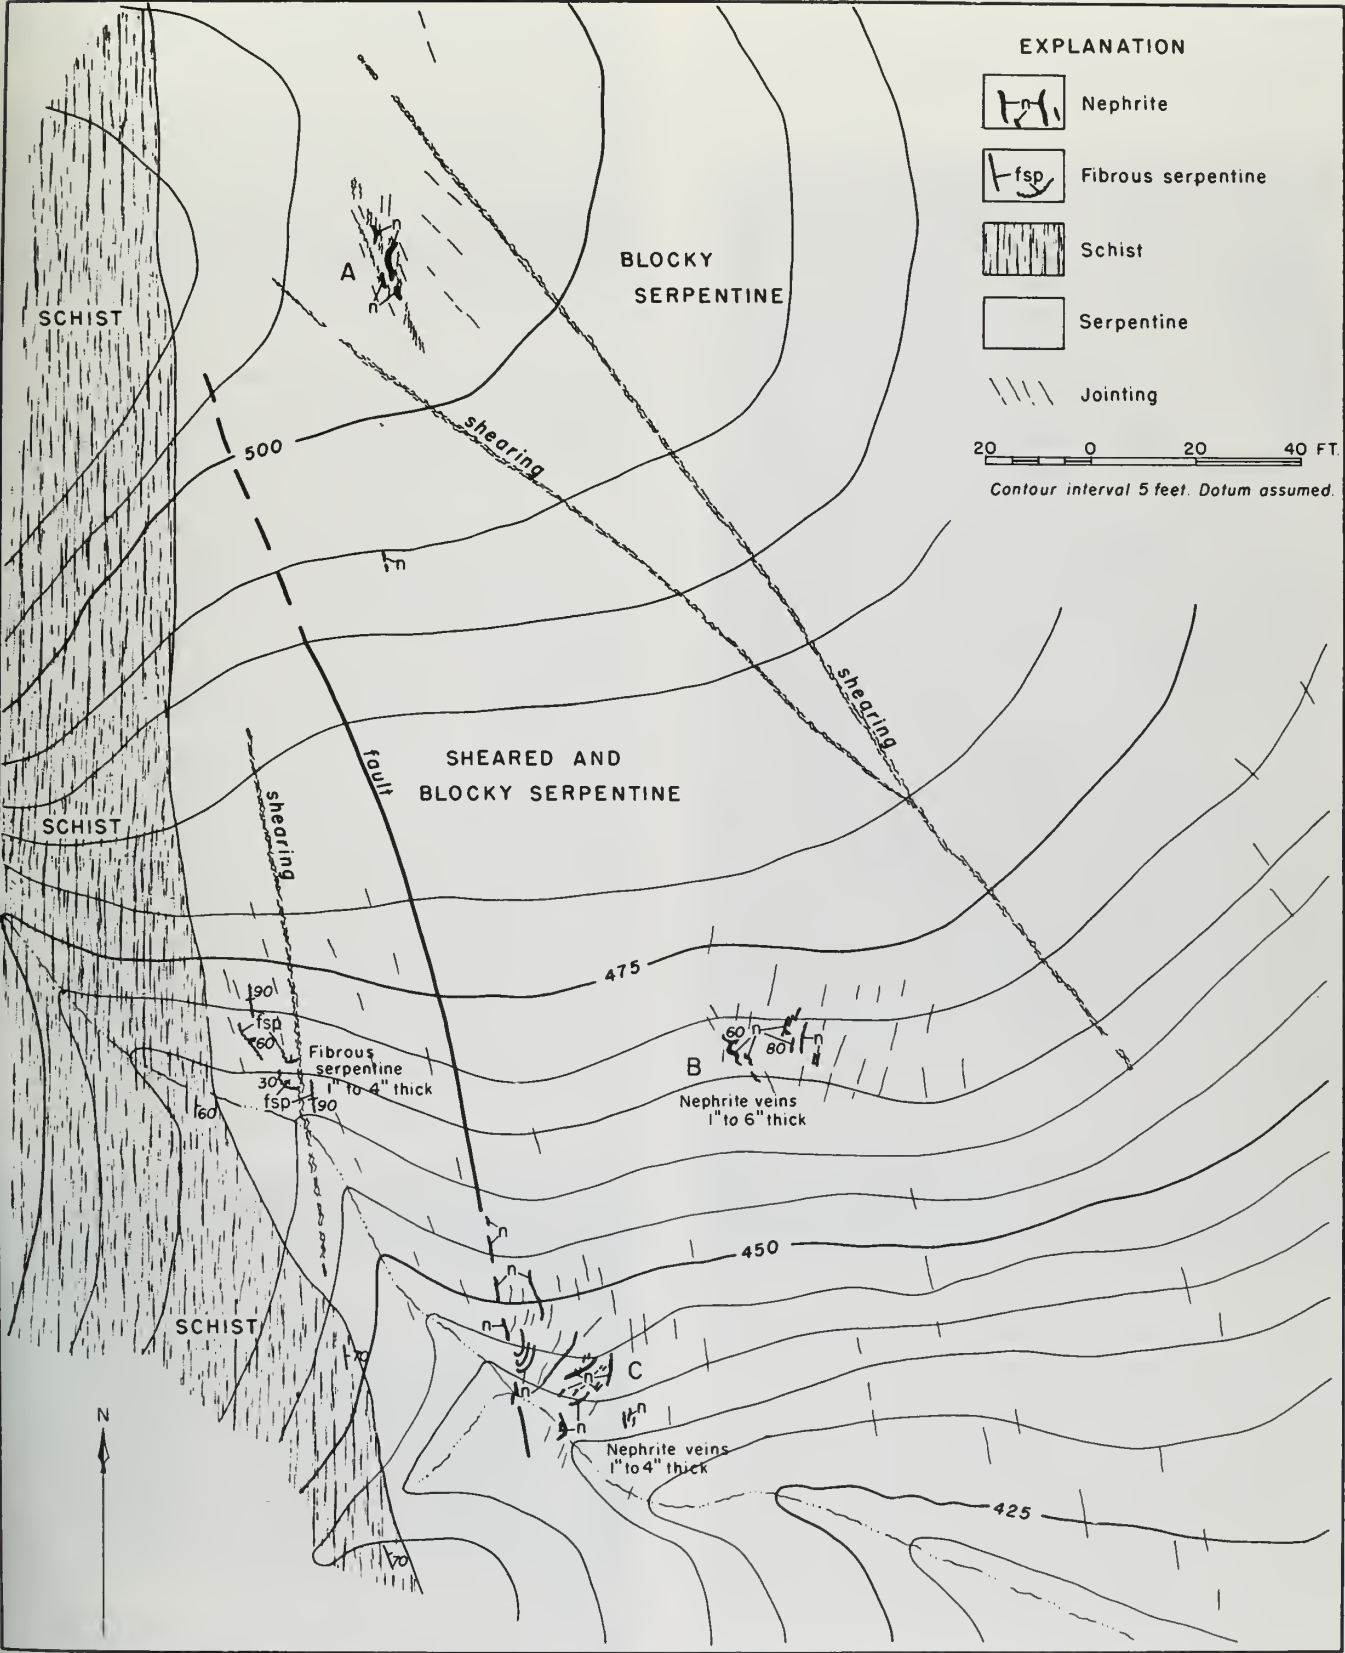 EXPLANATION
n Nephrite
fsp Fibrous serpentine
Schist
Serpentine
Jointing
20 0 20 40 FT.
Contour interval 5 feet. Datum assumed.
n
A
n
BLOCKY
SERPENTINE
SCHIST
500
shearing
n
shearing
fault
SHEARED AND
BLOCKY SERPENTINE
shearing
SCHIST
475
90
fsp
60
Fibrous
serpentine
1" to 4" thick
30
fsp
90
60
60
n
80
n
B
Nephrite veins
1" to 6" thick
n
450
n
SCHIST
n
70
C
n
n
n
n
Nephrite veins
1" to 4" thick
N
425
70